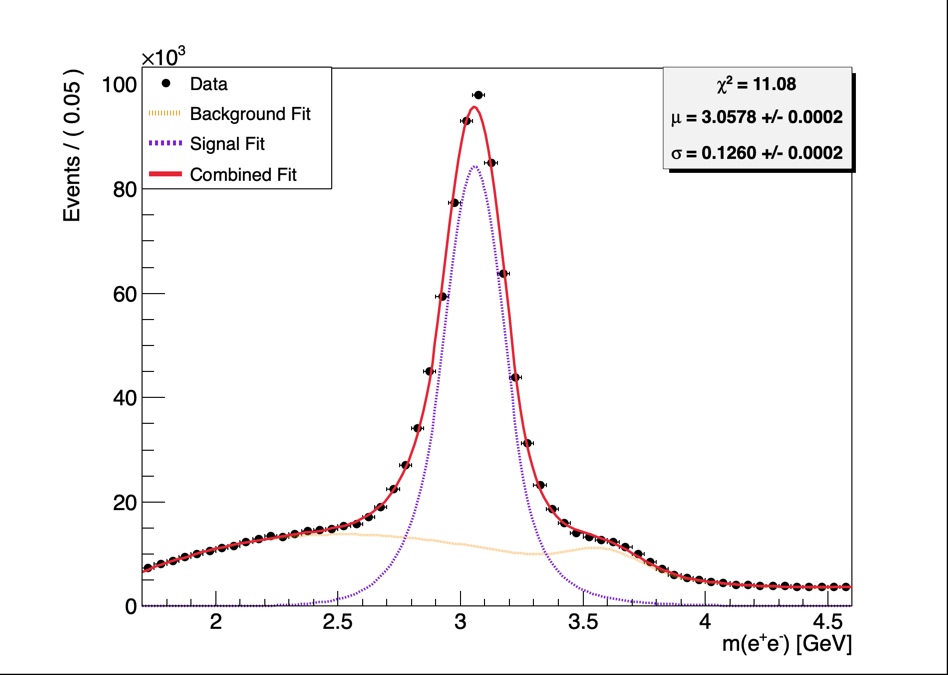 ×10³
Events / ( 0.05 )
100
80
60
40
20
0
Data
Background Fit
Signal Fit
Combined Fit
χ² = 11.08
μ = 3.0578 +/- 0.0002
σ = 0.1260 +/- 0.0002
2 2.5 3 3.5 4 4.5
m(e⁺e⁻) [GeV]